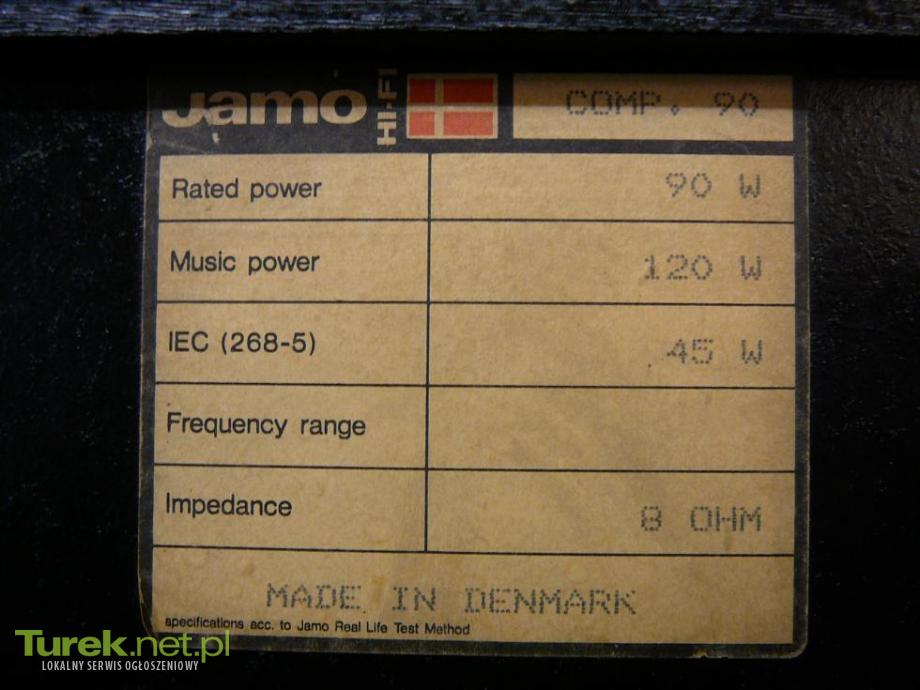 Jamo HI-FI COMP. 90
Rated power 90 W
Music power 120 W
IEC (268-5) 45 W
Frequency range
Impedance 8 OHM
MADE IN DENMARK
specifications acc. to Jamo Real Life Test Method
Turek.net.pl
LOKALNY SERWIS OGŁOSZENIOWY